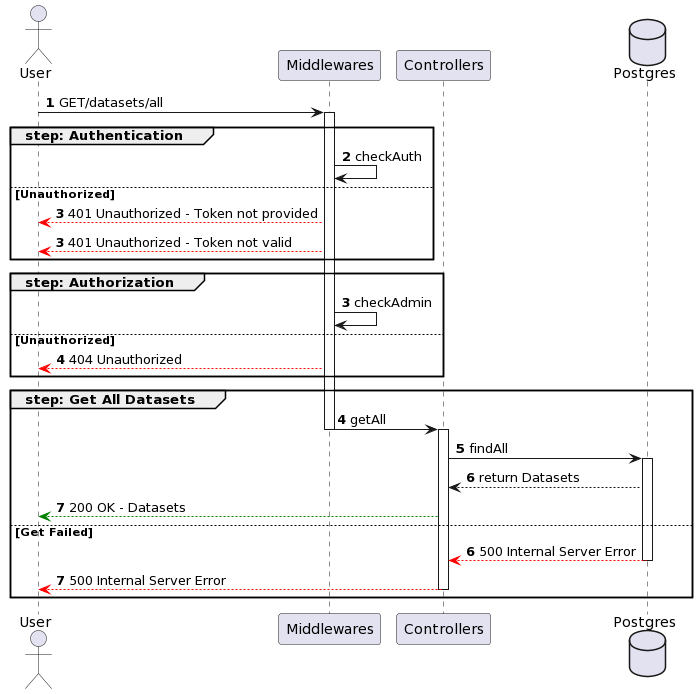 User
Middlewares
Controllers
Postgres
1 GET/datasets/all
step: Authentication
2 checkAuth
[Unauthorized]
3 401 Unauthorized - Token not provided
3 401 Unauthorized - Token not valid
step: Authorization
3 checkAdmin
[Unauthorized]
4 404 Unauthorized
step: Get All Datasets
4 getAll
5 findAll
6 return Datasets
7 200 OK - Datasets
[Get Failed]
6 500 Internal Server Error
7 500 Internal Server Error
User
Middlewares
Controllers
Postgres